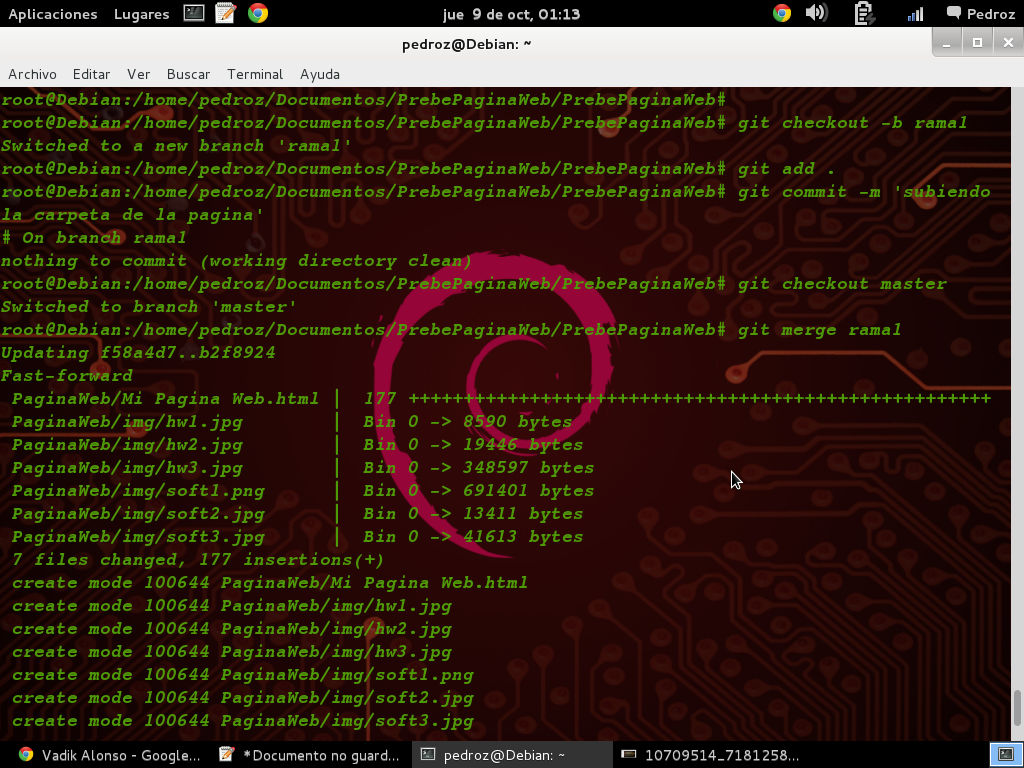 Aplicaciones Lugares jue 9 de oct, 01:13 Pedroz
pedroz@Debian: ~
Archivo Editar Ver Buscar Terminal Ayuda
root@Debian:/home/pedroz/Documentos/PrebePaginaWeb/PrebePaginaWeb#
root@Debian:/home/pedroz/Documentos/PrebePaginaWeb/PrebePaginaWeb# git checkout -b rama1
Switched to a new branch 'rama1'
root@Debian:/home/pedroz/Documentos/PrebePaginaWeb/PrebePaginaWeb# git add .
root@Debian:/home/pedroz/Documentos/PrebePaginaWeb/PrebePaginaWeb# git commit -m 'subiendo
la carpeta de la pagina'
# On branch rama1
nothing to commit (working directory clean)
root@Debian:/home/pedroz/Documentos/PrebePaginaWeb/PrebePaginaWeb# git checkout master
Switched to branch 'master'
root@Debian:/home/pedroz/Documentos/PrebePaginaWeb/PrebePaginaWeb# git merge rama1
Updating f58a4d7..b2f8924
Fast-forward
 PaginaWeb/Mi Pagina Web.html |  177 +++++++++++++++++++++++++++++++++++++++++++++++++++++
 PaginaWeb/img/hw1.jpg        |  Bin 0 -> 8590 bytes
 PaginaWeb/img/hw2.jpg        |  Bin 0 -> 19446 bytes
 PaginaWeb/img/hw3.jpg        |  Bin 0 -> 348597 bytes
 PaginaWeb/img/soft1.png      |  Bin 0 -> 691401 bytes
 PaginaWeb/img/soft2.jpg      |  Bin 0 -> 13411 bytes
 PaginaWeb/img/soft3.jpg      |  Bin 0 -> 41613 bytes
 7 files changed, 177 insertions(+)
 create mode 100644 PaginaWeb/Mi Pagina Web.html
 create mode 100644 PaginaWeb/img/hw1.jpg
 create mode 100644 PaginaWeb/img/hw2.jpg
 create mode 100644 PaginaWeb/img/hw3.jpg
 create mode 100644 PaginaWeb/img/soft1.png
 create mode 100644 PaginaWeb/img/soft2.jpg
 create mode 100644 PaginaWeb/img/soft3.jpg
Vadik Alonso - Google... *Documento no guard... pedroz@Debian: ~ 10709514_7181258...